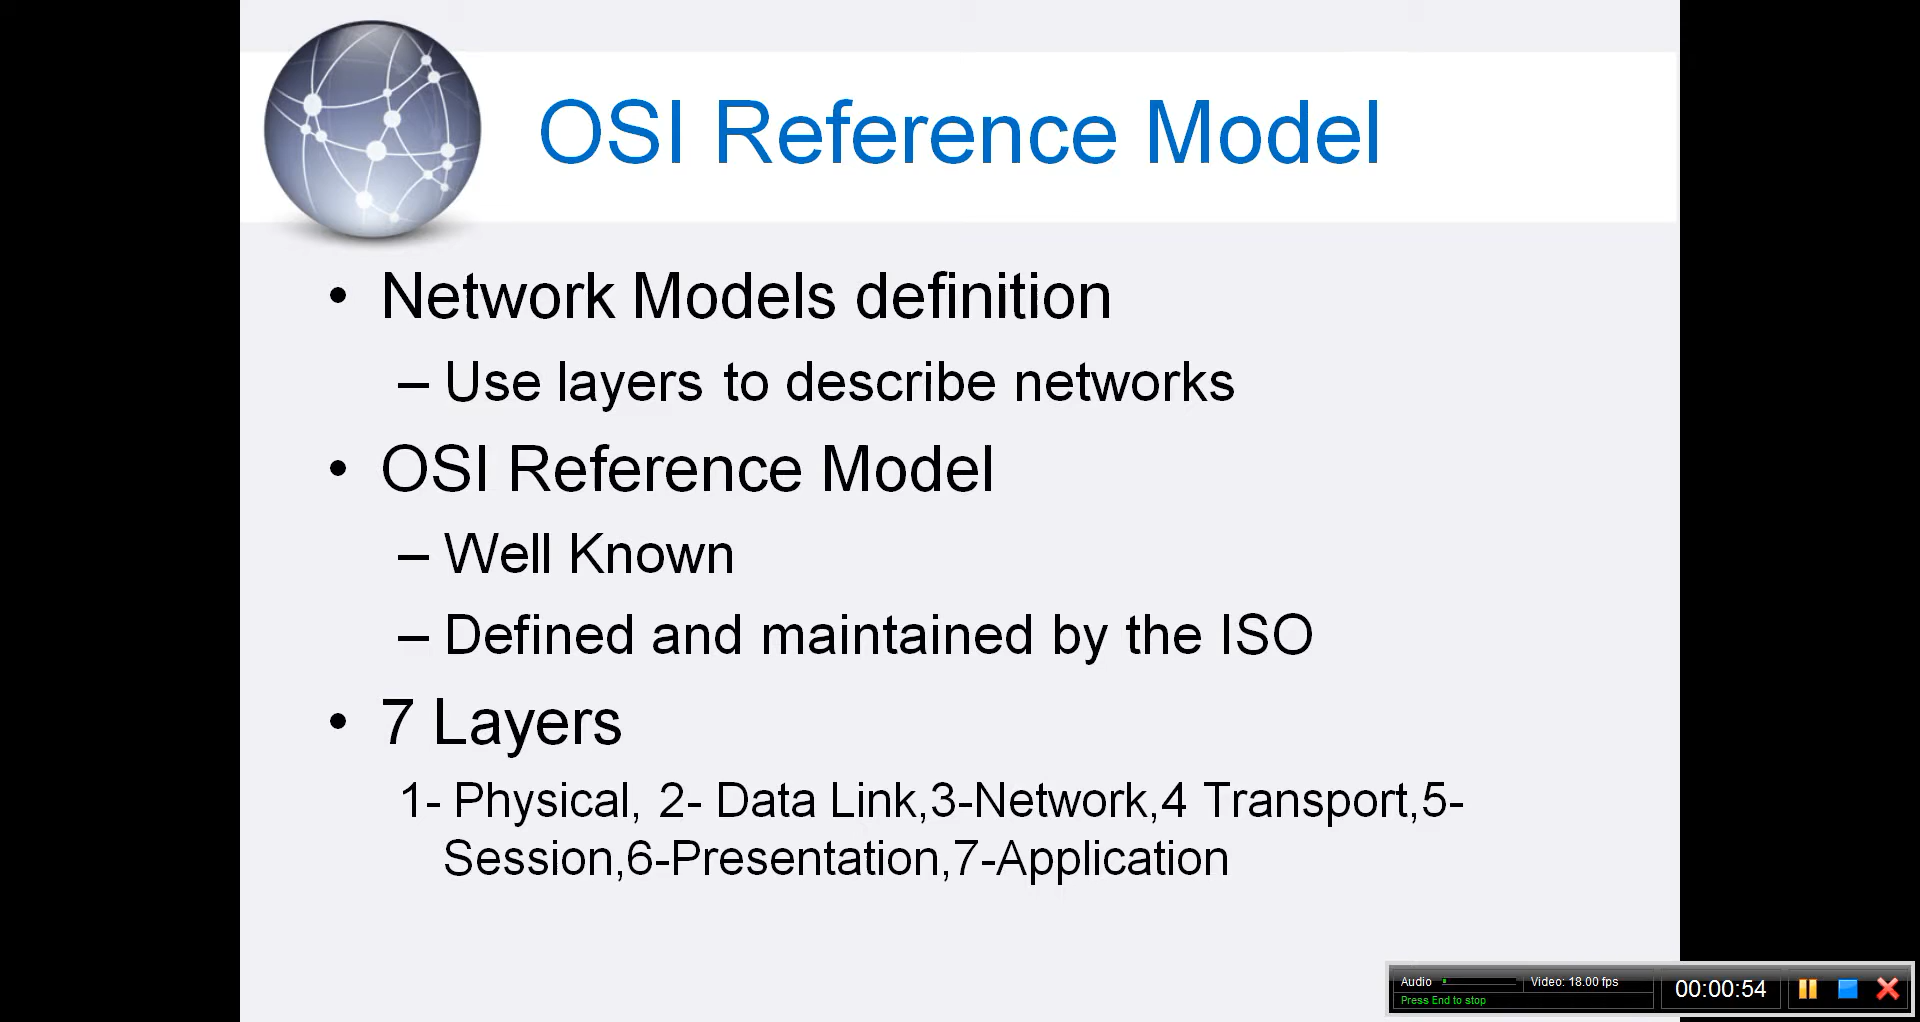 OSI Reference Model
• Network Models definition
– Use layers to describe networks
• OSI Reference Model
– Well Known
– Defined and maintained by the ISO
• 7 Layers
1- Physical, 2- Data Link,3-Network,4 Transport,5-
Session,6-Presentation,7-Application
Audio Video: 18.00 fps
Press End to stop
00:00:54